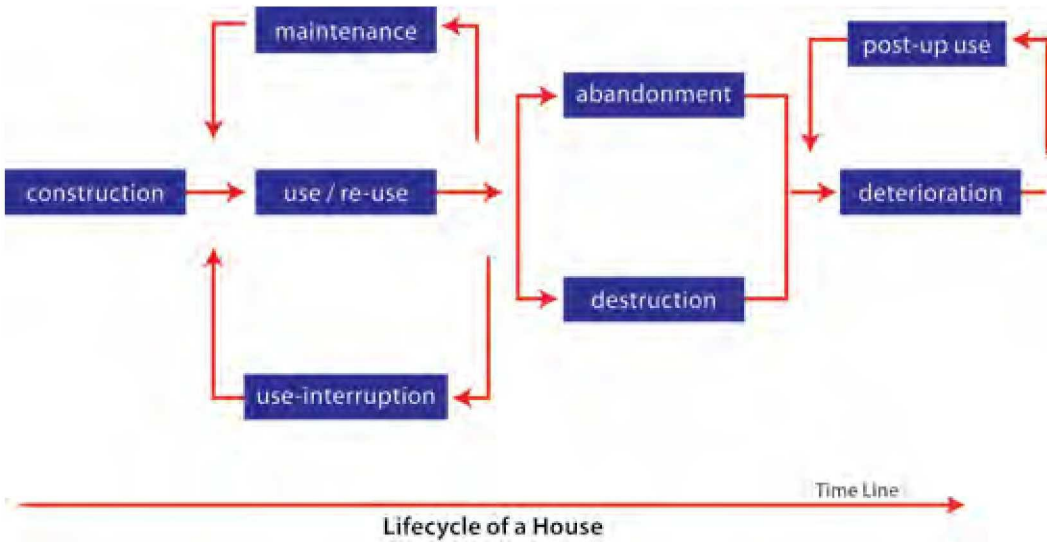 maintenance
post-up use
abandonment
construction
use / re-use
deterioration
destruction
use-interruption
Time Line
Lifecycle of a House